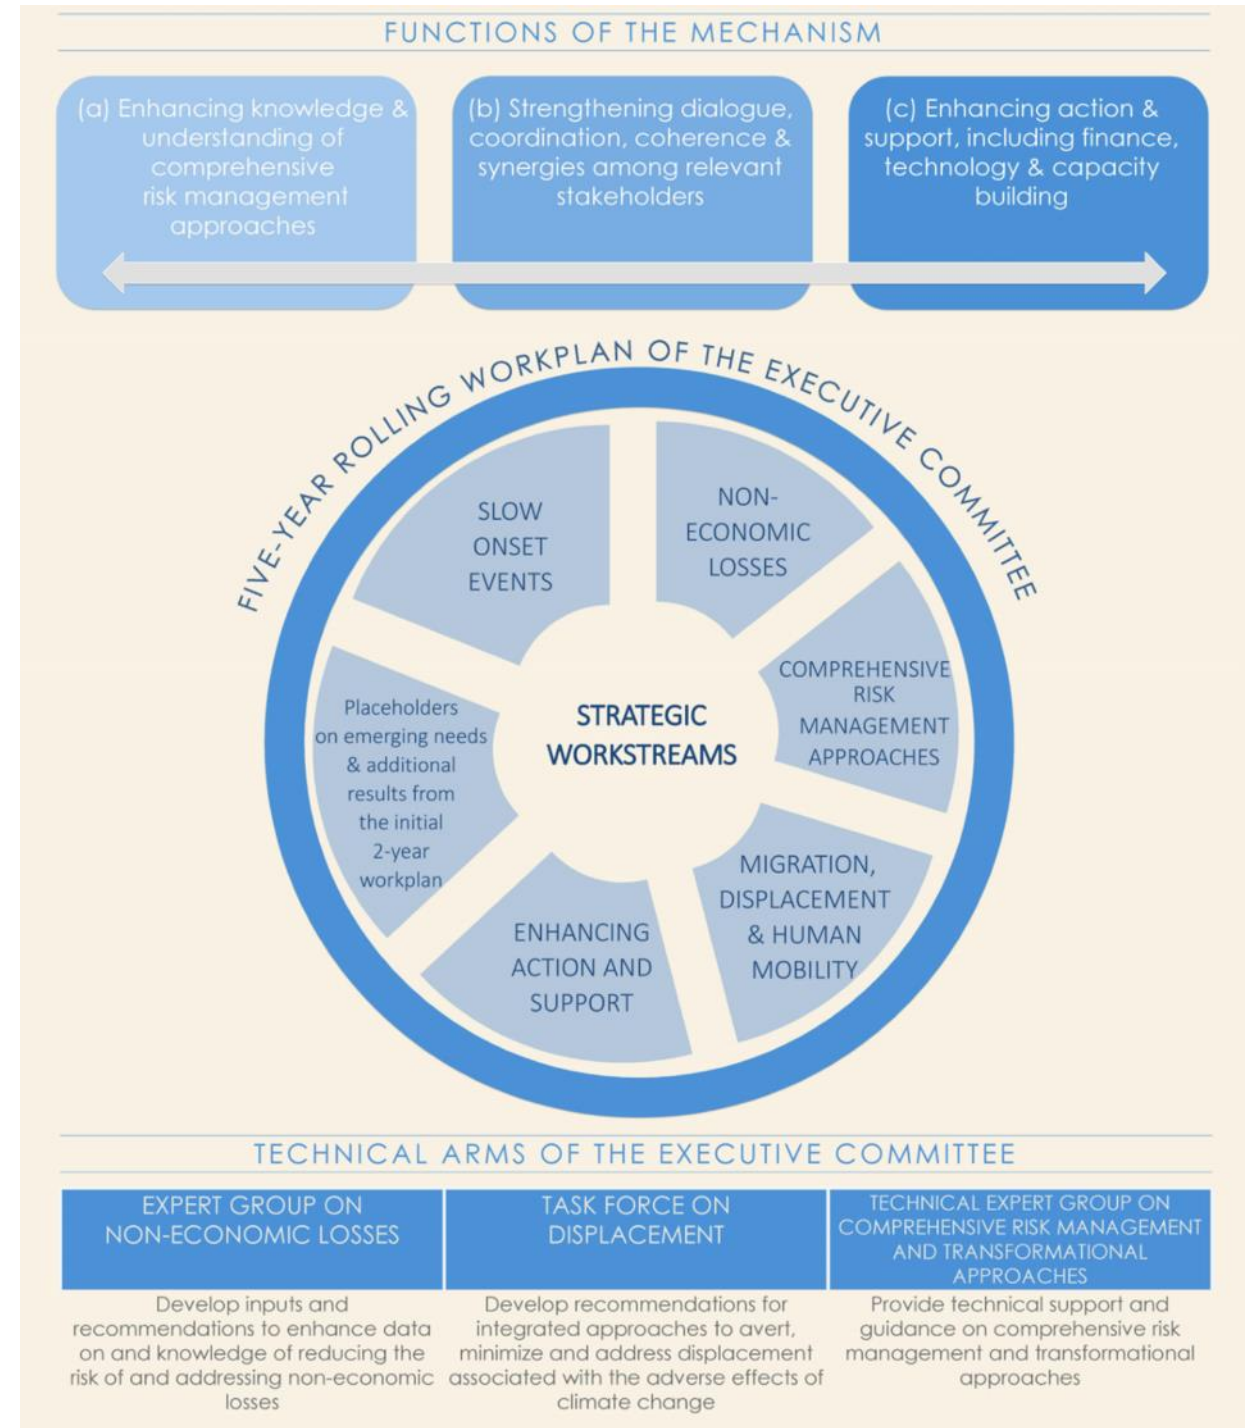 FUNCTIONS OF THE MECHANISM
(a) Enhancing knowledge &
understanding of
comprehensive
risk management
approaches
(b) Strengthening dialogue,
coordination, coherence &
synergies among relevant
stakeholders
(c) Enhancing action &
support, including finance,
technology & capacity
building
FIVE-YEAR ROLLING WORKPLAN OF THE EXECUTIVE COMMITTEE
SLOW
ONSET
EVENTS
NON-
ECONOMIC
LOSSES
COMPREHENSIVE
RISK
MANAGEMENT
APPROACHES
MIGRATION,
DISPLACEMENT
& HUMAN
MOBILITY
ENHANCING
ACTION AND
SUPPORT
Placeholders
on emerging needs
& additional
results from
the initial
2-year
workplan
STRATEGIC
WORKSTREAMS
TECHNICAL ARMS OF THE EXECUTIVE COMMITTEE
EXPERT GROUP ON
NON-ECONOMIC LOSSES
Develop inputs and
recommendations to enhance data
on and knowledge of reducing the
risk of and addressing non-economic
losses
TASK FORCE ON
DISPLACEMENT
Develop recommendations for
integrated approaches to avert,
minimize and address displacement
associated with the adverse effects of
climate change
TECHNICAL EXPERT GROUP ON
COMPREHENSIVE RISK MANAGEMENT
AND TRANSFORMATIONAL
APPROACHES
Provide technical support and
guidance on comprehensive risk
management and transformational
approaches